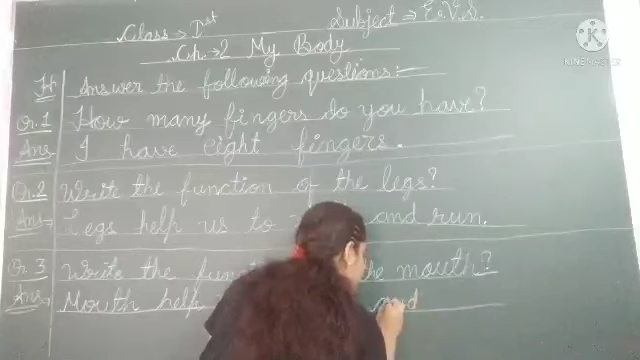 Class → Ist Subject → E.V.S.
Ch. → 2 My Body
Answer the following questions:-
Q.1 How many fingers do you have?
Ans I have eight fingers.
Q.2 Write the function of the legs?
Ans Legs help us to and run.
Q.3 Write the the mouth?
Ans Mouth help and
KINEMASTER